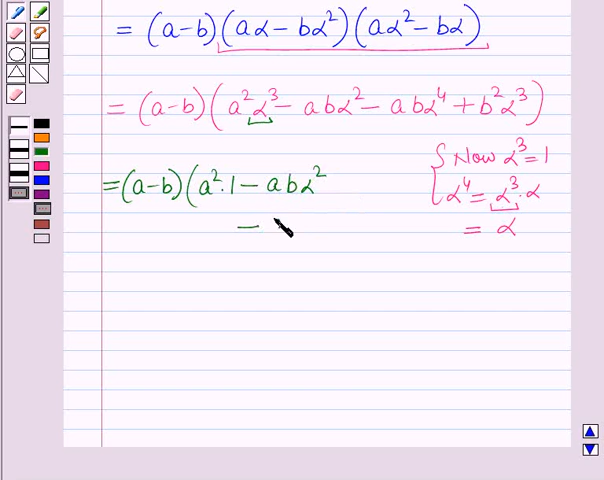 = (a-b)(aα - bα²)(aα² - bα)
= (a-b)(a²α³ - abα² - abα⁴ + b²α³)
{ Now α³ = 1
α⁴ = α³·α
= α
=(a-b)(a²·1 - abα²
-